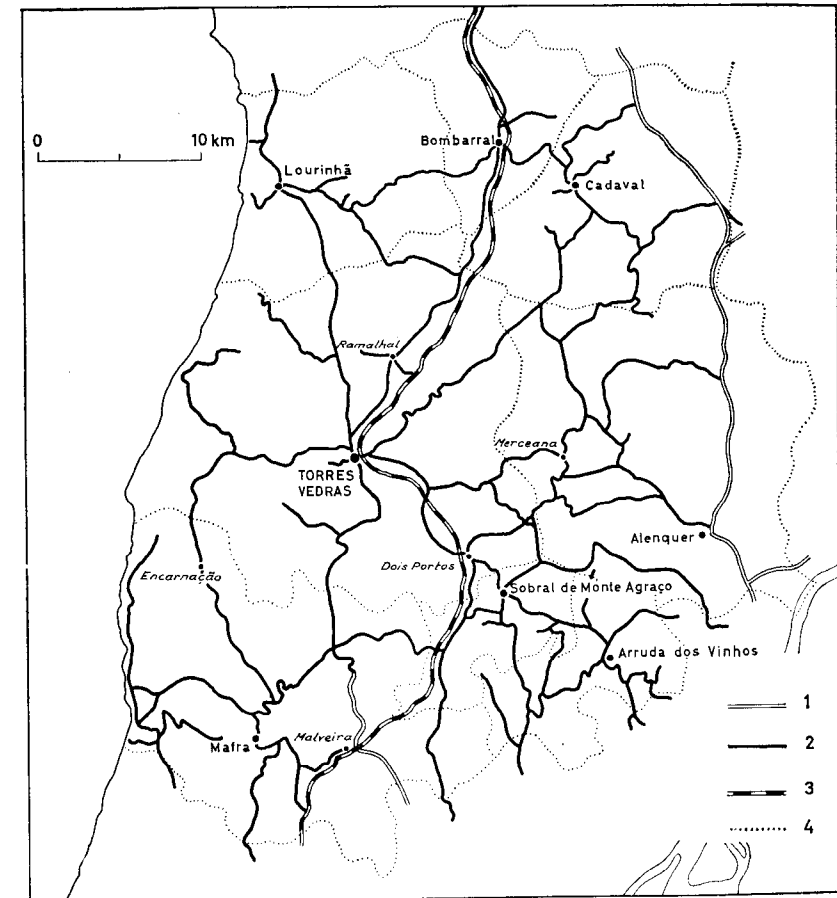 0 10 km
Bombarral
Lourinhã
Cadaval
Ramalhal
Merceana
TORRES
VEDRAS
Alenquer
Dois Portos
Encarnação
Sobral de Monte Agraço
Arruda dos Vinhos
1
2
Mafra
Malveira
3
4